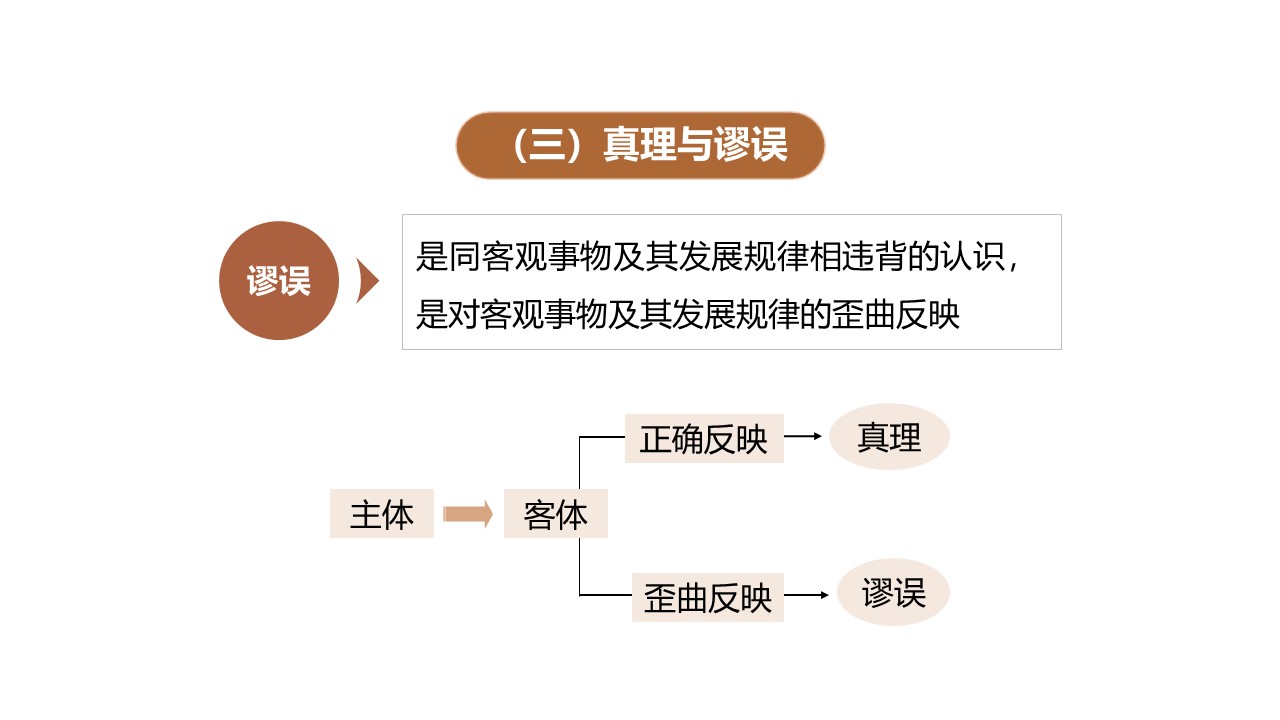 （三）真理与谬误
谬误
是同客观事物及其发展规律相违背的认识，
是对客观事物及其发展规律的歪曲反映
正确反映
真理
主体
客体
歪曲反映
谬误